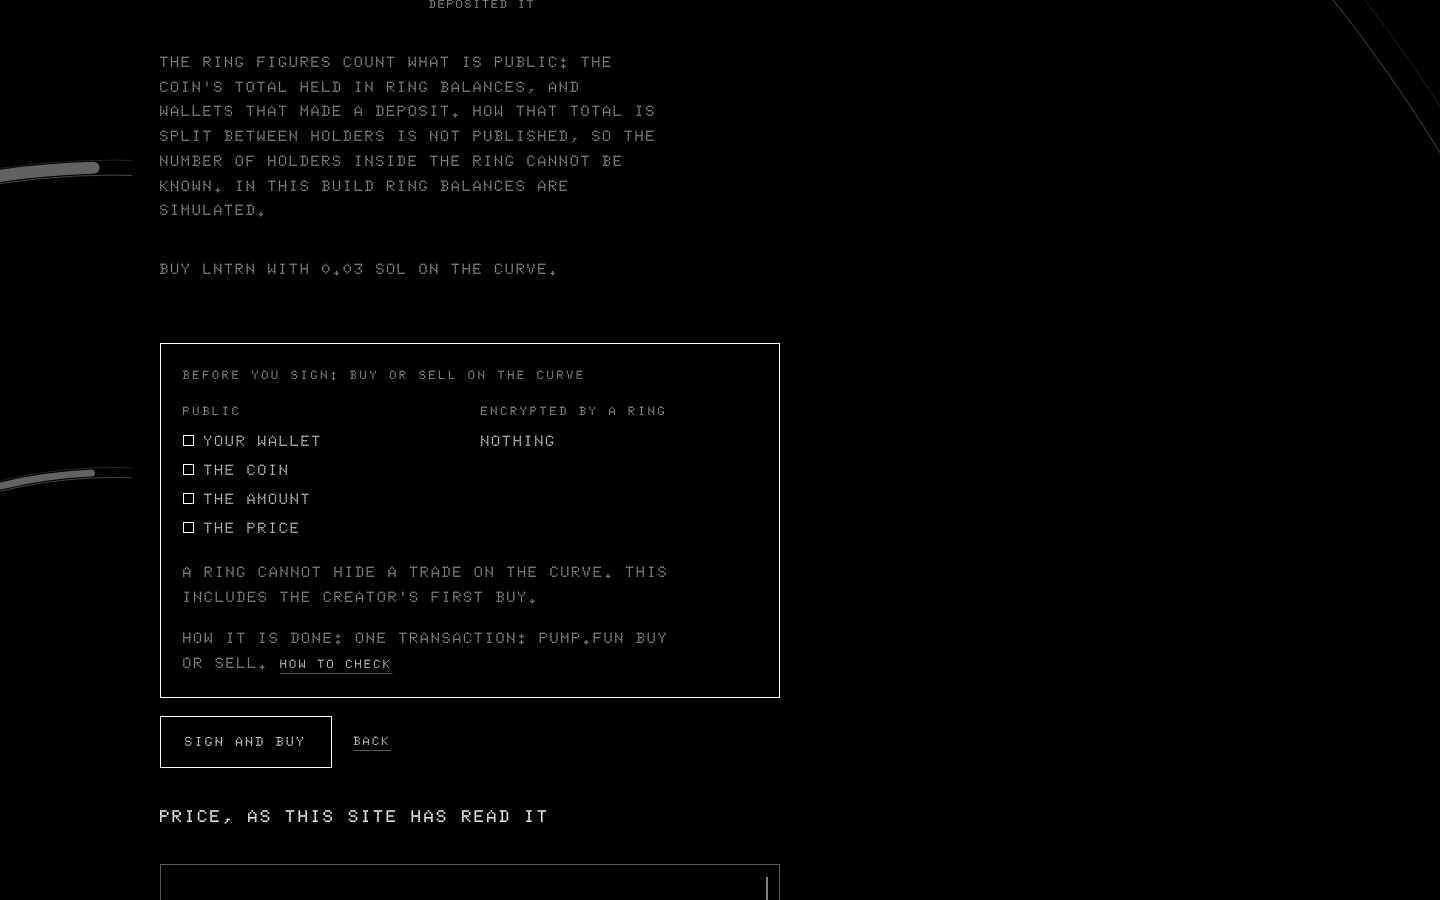 DEPOSITED IT
THE RING FIGURES COUNT WHAT IS PUBLIC: THE
COIN'S TOTAL HELD IN RING BALANCES, AND
WALLETS THAT MADE A DEPOSIT. HOW THAT TOTAL IS
SPLIT BETWEEN HOLDERS IS NOT PUBLISHED, SO THE
NUMBER OF HOLDERS INSIDE THE RING CANNOT BE
KNOWN. IN THIS BUILD RING BALANCES ARE
SIMULATED.
BUY LNTRN WITH 0.03 SOL ON THE CURVE.
BEFORE YOU SIGN: BUY OR SELL ON THE CURVE
PUBLIC
YOUR WALLET
THE COIN
THE AMOUNT
THE PRICE
ENCRYPTED BY A RING
NOTHING
A RING CANNOT HIDE A TRADE ON THE CURVE. THIS
INCLUDES THE CREATOR'S FIRST BUY.
HOW IT IS DONE: ONE TRANSACTION: PUMP.FUN BUY
OR SELL. HOW TO CHECK
SIGN AND BUY
BACK
PRICE, AS THIS SITE HAS READ IT